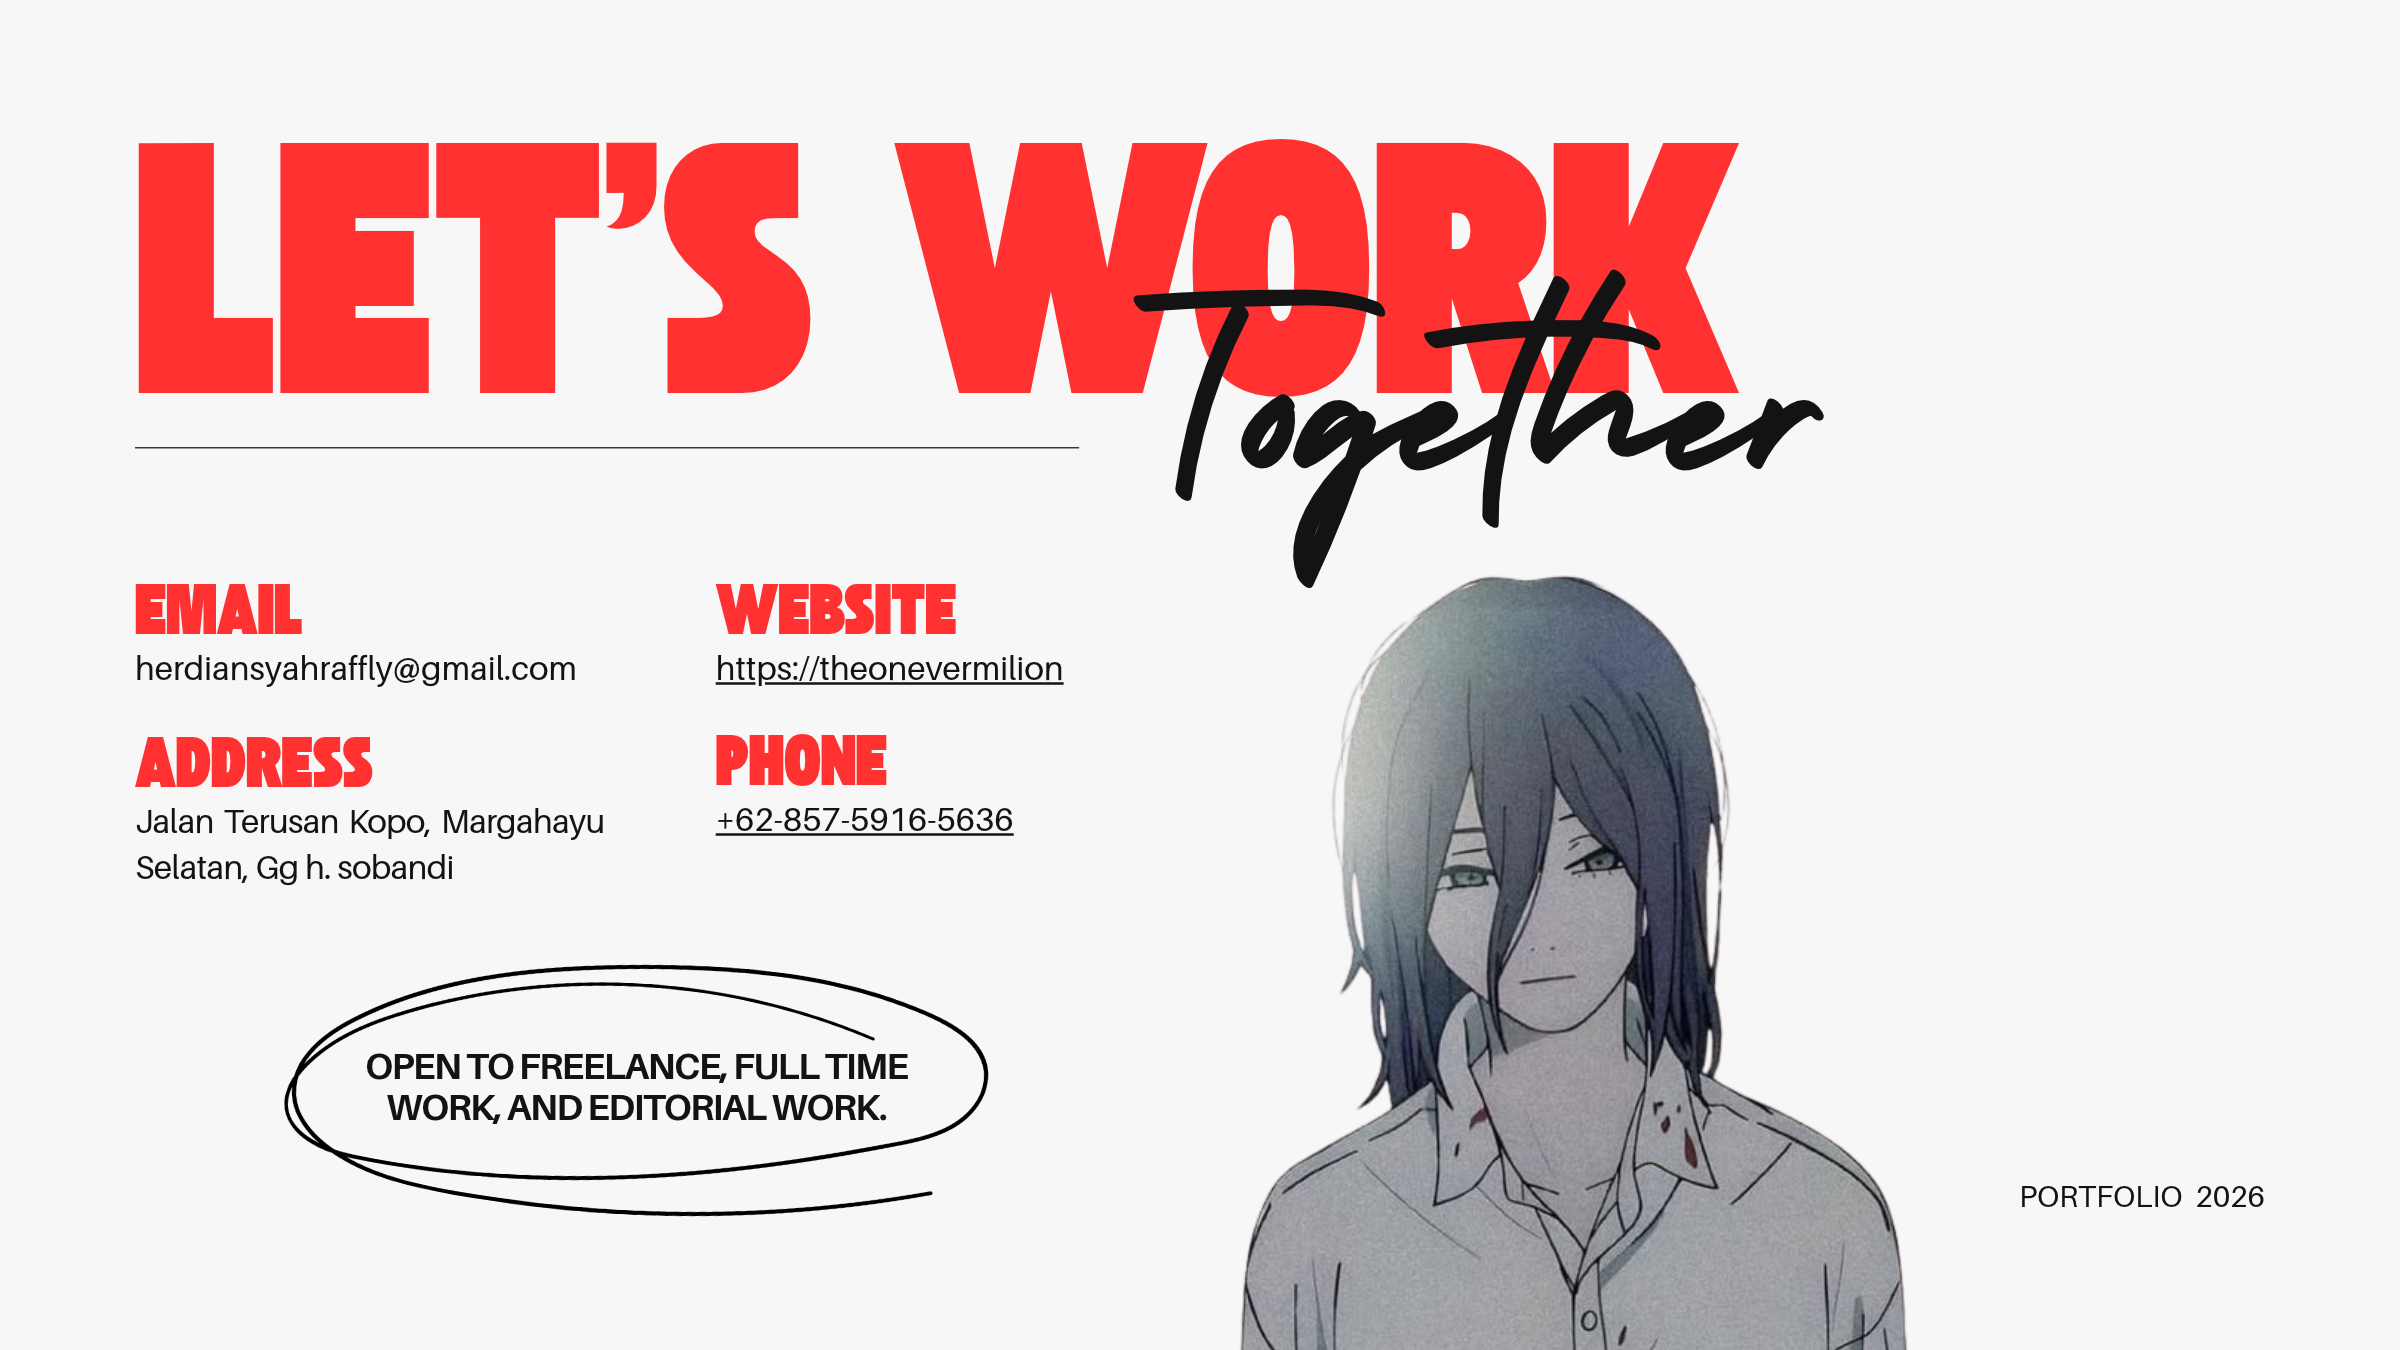 LET’S WORK
Together
EMAIL
herdiansyahraffly@gmail.com
WEBSITE
https://theonevermilion
ADDRESS
Jalan Terusan Kopo, Margahayu
Selatan, Gg h. sobandi
PHONE
+62-857-5916-5636
OPEN TO FREELANCE, FULL TIME
WORK, AND EDITORIAL WORK.
PORTFOLIO 2026